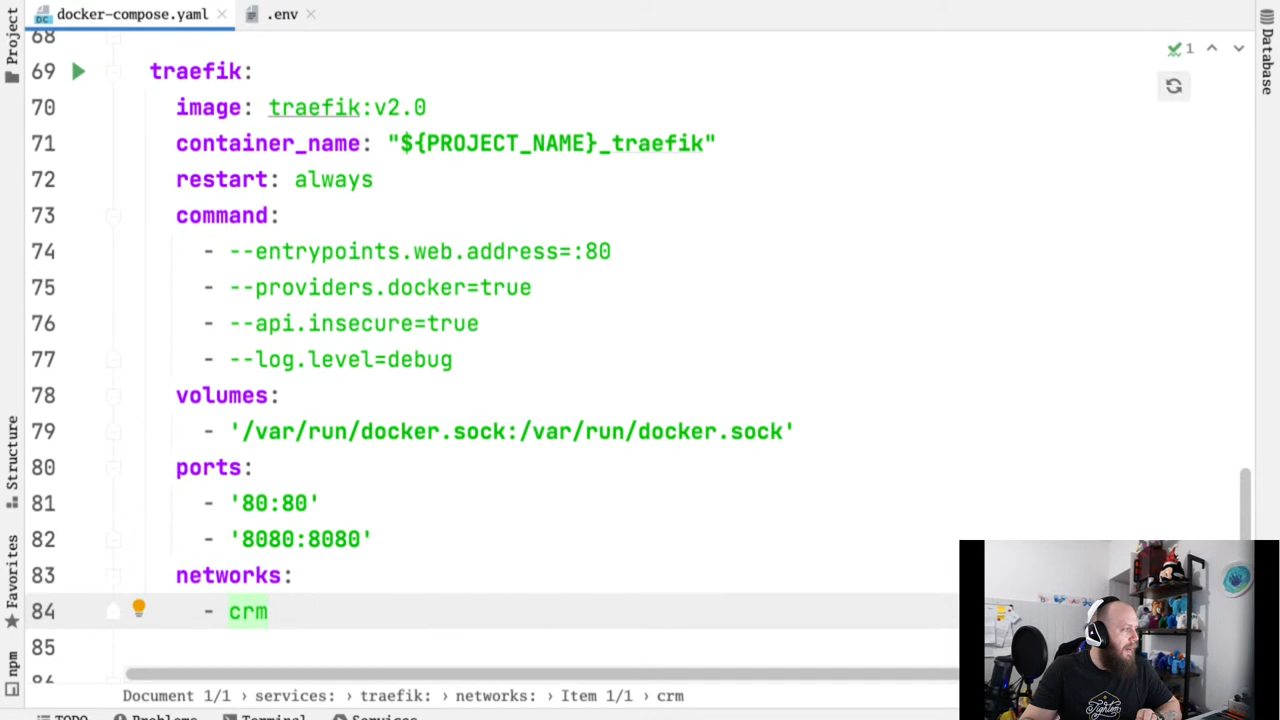 docker-compose.yaml
.env
Project
Database
68
1
69 traefik:
70 image: traefik:v2.0
71 container_name: "${PROJECT_NAME}_traefik"
72 restart: always
73 command:
74 - --entrypoints.web.address=:80
75 - --providers.docker=true
76 - --api.insecure=true
77 - --log.level=debug
78 volumes:
79 - '/var/run/docker.sock:/var/run/docker.sock'
80 ports:
81 - '80:80'
82 - '8080:8080'
83 networks:
84 - crm
85
Structure
Favorites
npm
Document 1/1 › services: › traefik: › networks: › Item 1/1 › crm
TODO Problems Terminal Services